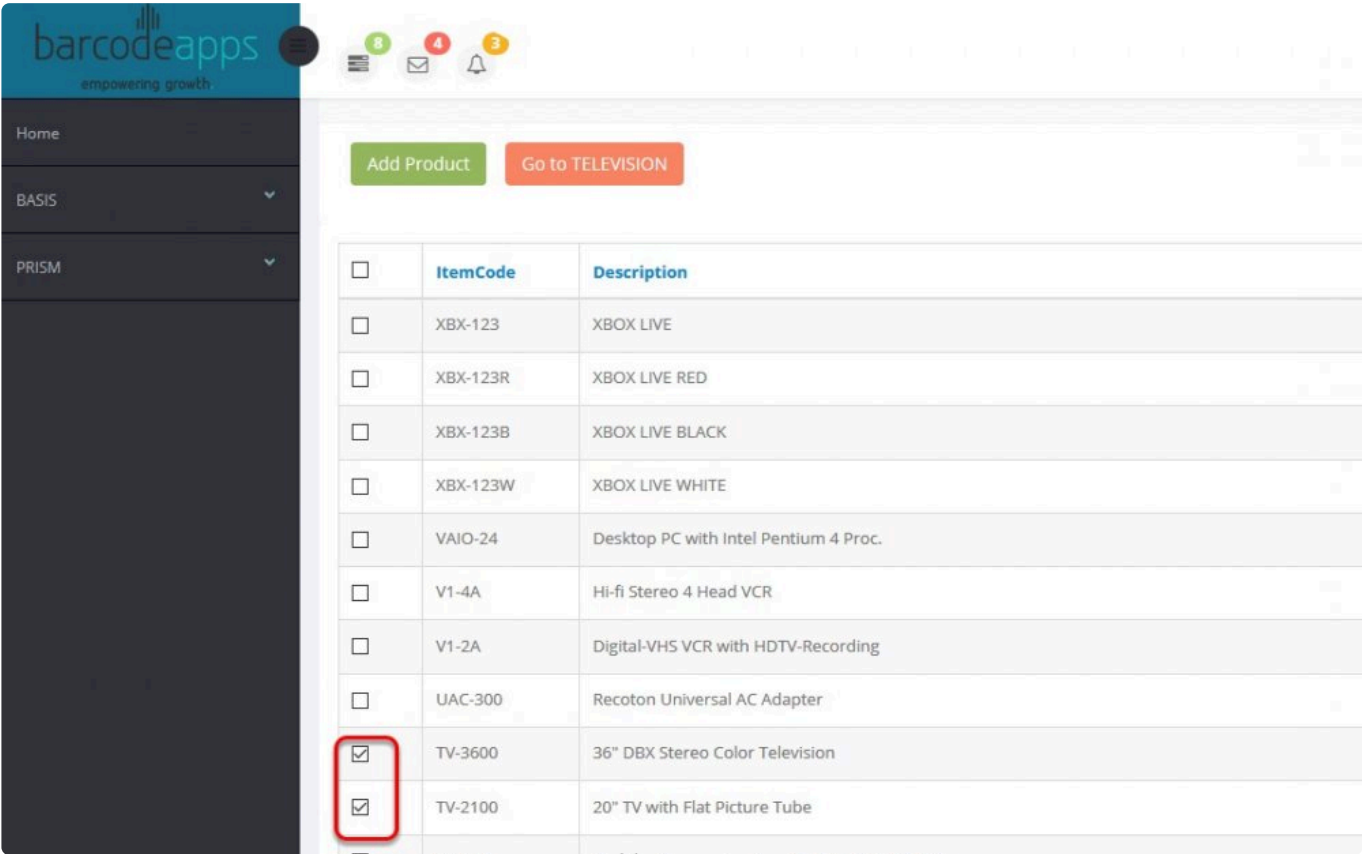 barcodeapps
empowering growth.
8 4 3
Home
BASIS
PRISM
Add Product Go to TELEVISION
ItemCode Description
XBX-123 XBOX LIVE
XBX-123R XBOX LIVE RED
XBX-123B XBOX LIVE BLACK
XBX-123W XBOX LIVE WHITE
VAIO-24 Desktop PC with Intel Pentium 4 Proc.
V1-4A Hi-fi Stereo 4 Head VCR
V1-2A Digital-VHS VCR with HDTV-Recording
UAC-300 Recoton Universal AC Adapter
TV-3600 36" DBX Stereo Color Television
TV-2100 20" TV with Flat Picture Tube